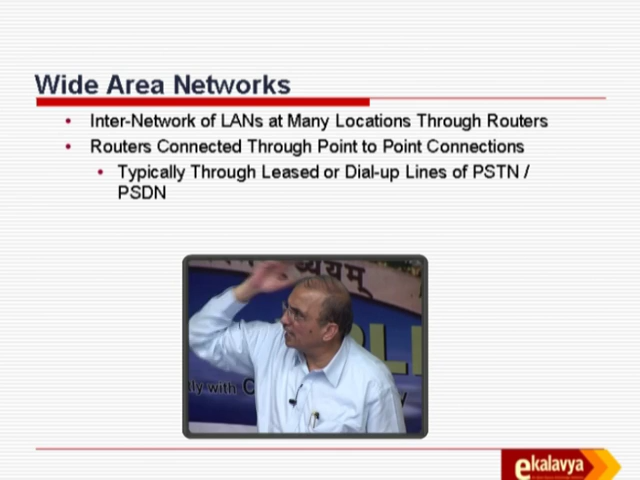 Wide Area Networks
• Inter-Network of LANs at Many Locations Through Routers
• Routers Connected Through Point to Point Connections
• Typically Through Leased or Dial-up Lines of PSTN /
PSDN
with
ekalavya